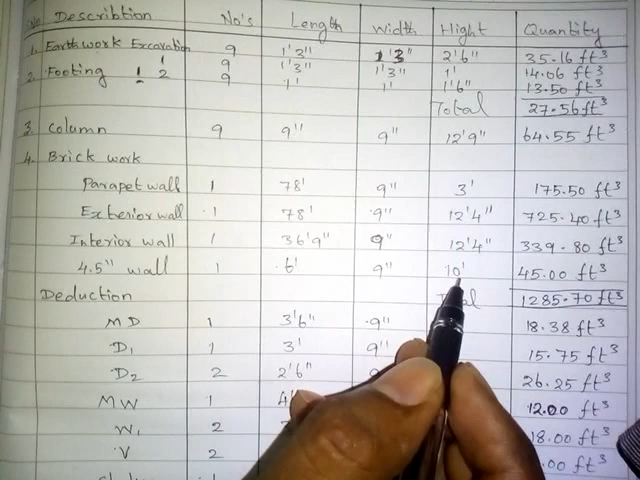 No. Describtion No's Length Width Hight Quantity
1. Earthwork Excavation 9 1'3" 1'3" 2'6" 35.16 ft³
2. Footing 1 9 1'3" 1'3" 1' 14.06 ft³
2 9 1' 1' 1'6" 13.50 ft³
Total 27.56 ft³
3. Column 9 9" 9" 12'9" 64.55 ft³
4. Brick work
Parapet wall 1 78' 9" 3' 175.50 ft³
Exterior wall 1 78' 9" 12'4" 725.40 ft³
Interior wall 1 36'9" 9" 12'4" 339.80 ft³
4.5" wall 1 6' 9" 10' 45.00 ft³
Deduction 1285.70 ft³
MD 1 3'6" 9" 18.38 ft³
D1 1 3' 9" 15.75 ft³
D2 2 2'6" 26.25 ft³
MW 1 12.00 ft³
W1 2 18.00 ft³
V 2